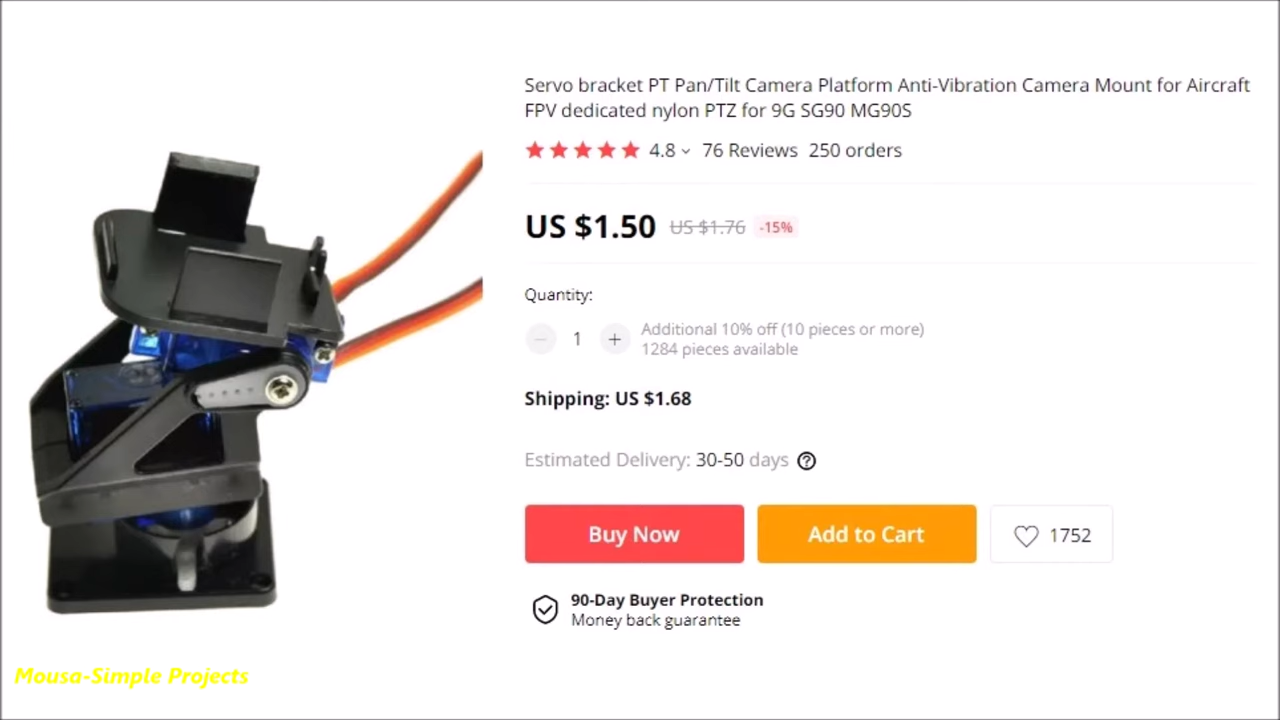 Servo bracket PT Pan/Tilt Camera Platform Anti-Vibration Camera Mount for Aircraft
FPV dedicated nylon PTZ for 9G SG90 MG90S
4.8 76 Reviews 250 orders
US $1.50 US $1.76 -15%
Quantity:
1
Additional 10% off (10 pieces or more)
1284 pieces available
Shipping: US $1.68
Estimated Delivery: 30-50 days
Buy Now
Add to Cart
1752
90-Day Buyer Protection
Money back guarantee
Mousa-Simple Projects